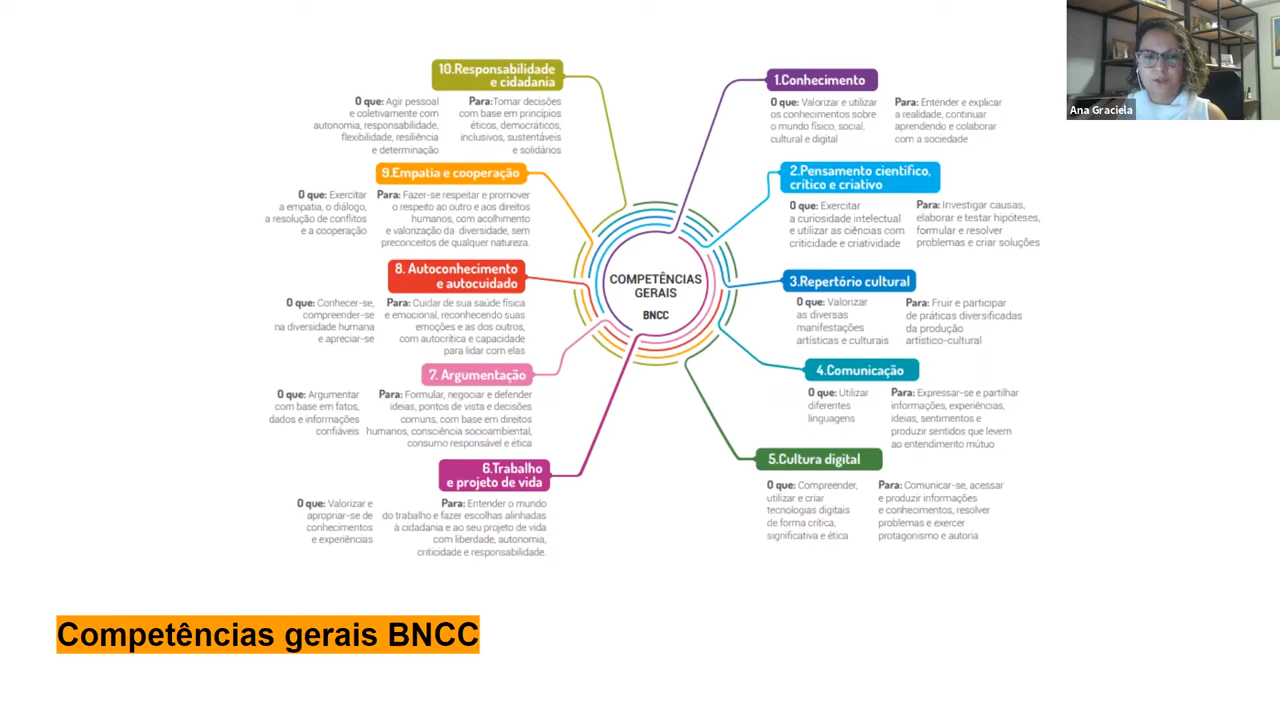 Ana Graciela
COMPETÊNCIAS
GERAIS
BNCC
1.Conhecimento
O que: Valorizar e utilizar
os conhecimentos sobre
o mundo físico, social,
cultural e digital
Para: Entender e explicar
a realidade, continuar
aprendendo e colaborar
com a sociedade
2.Pensamento científico,
crítico e criativo
O que: Exercitar
a curiosidade intelectual
e utilizar as ciências com
criticidade e criatividade
Para: Investigar causas,
elaborar e testar hipóteses,
formular e resolver
problemas e criar soluções
3.Repertório cultural
O que: Valorizar
as diversas
manifestações
artísticas e culturais
Para: Fruir e participar
de práticas diversificadas
da produção
artístico-cultural
4.Comunicação
O que: Utilizar
diferentes
linguagens
Para: Expressar-se e partilhar
informações, experiências,
ideias, sentimentos e
produzir sentidos que levem
ao entendimento mútuo
5.Cultura digital
O que: Compreender,
utilizar e criar
tecnologias digitais
de forma crítica,
significativa e ética
Para: Comunicar-se, acessar
e produzir informações
e conhecimentos, resolver
problemas e exercer
protagonismo e autoria
6.Trabalho
e projeto de vida
O que: Valorizar e
apropriar-se de
conhecimentos
e experiências
Para: Entender o mundo
do trabalho e fazer escolhas alinhadas
à cidadania e ao seu projeto de vida
com liberdade, autonomia,
criticidade e responsabilidade.
7. Argumentação
O que: Argumentar
com base em fatos,
dados e informações
confiáveis
Para: Formular, negociar e defender
ideias, pontos de vista e decisões
comuns, com base em direitos
humanos, consciência socioambiental,
consumo responsável e ética
8. Autoconhecimento
e autocuidado
O que: Conhecer-se,
compreender-se
na diversidade humana
e apreciar-se
Para: Cuidar de sua saúde física
e emocional, reconhecendo suas
emoções e as dos outros,
com autocrítica e capacidade
para lidar com elas
9.Empatia e cooperação
O que: Exercitar
a empatia, o diálogo,
a resolução de conflitos
e a cooperação
Para: Fazer-se respeitar e promover
o respeito ao outro e aos direitos
humanos, com acolhimento
e valorização da diversidade, sem
preconceitos de qualquer natureza.
10.Responsabilidade
e cidadania
O que: Agir pessoal
e coletivamente com
autonomia, responsabilidade,
flexibilidade, resiliência
e determinação
Para:Tomar decisões
com base em princípios
éticos, democráticos,
inclusivos, sustentáveis
e solidários
Competências gerais BNCC